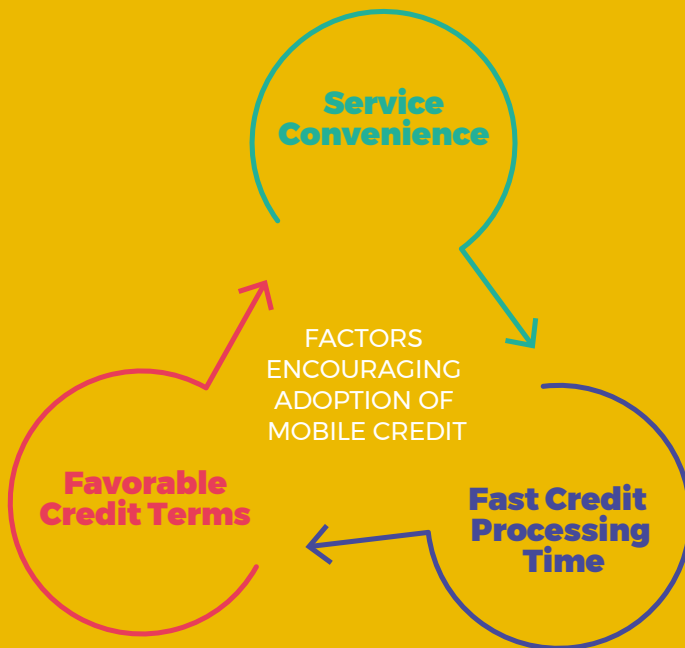 Service
Convenience
FACTORS
ENCOURAGING
ADOPTION OF
MOBILE CREDIT
Favorable
Credit Terms
Fast Credit
Processing
Time